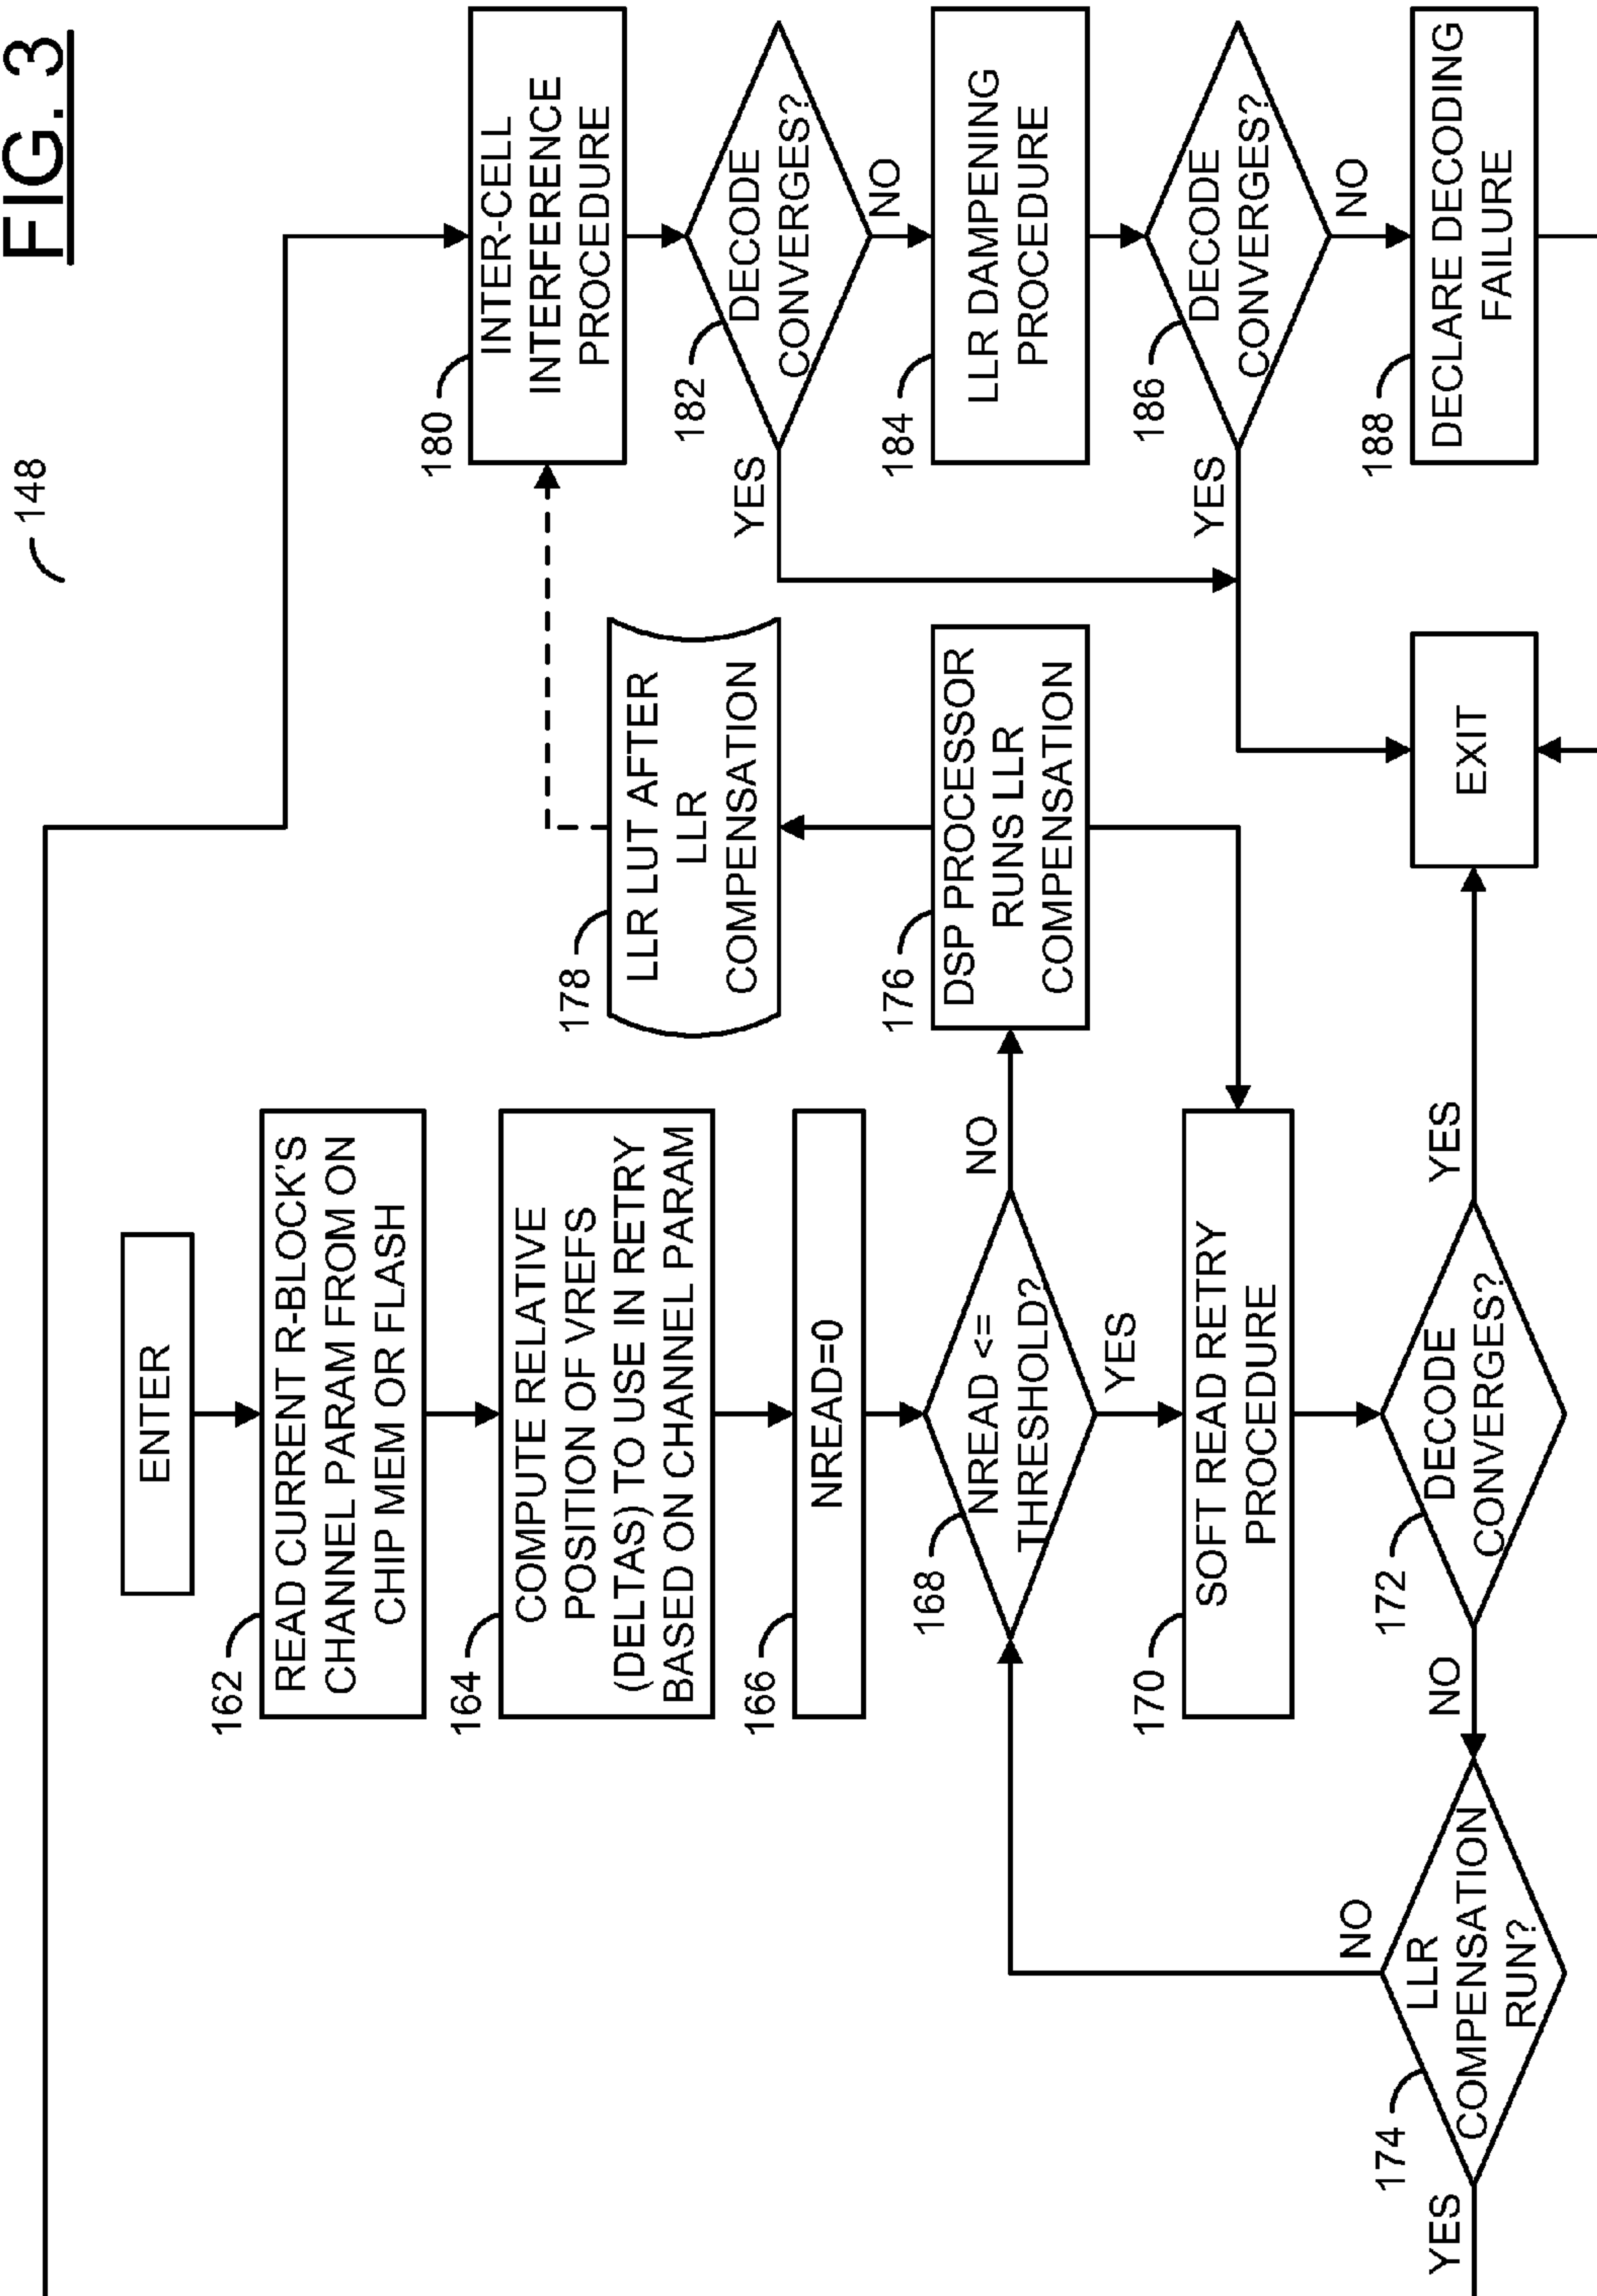 FIG. 3
148
ENTER
162
READ CURRENT R-BLOCK'S
CHANNEL PARAM FROM ON
CHIP MEM OR FLASH
164
COMPUTE RELATIVE
POSITION OF VREFS
(DELTAS) TO USE IN RETRY
BASED ON CHANNEL PARAM
166
NREAD=0
168
NREAD <=
THRESHOLD?
NO
YES
170
SOFT READ RETRY
PROCEDURE
172
DECODE
CONVERGES?
NO
YES
174
LLR
COMPENSATION
RUN?
NO
YES
176
DSP PROCESSOR
RUNS LLR
COMPENSATION
178
LLR LUT AFTER
LLR
COMPENSATION
180
INTER-CELL
INTERFERENCE
PROCEDURE
182
DECODE
CONVERGES?
YES
NO
184
LLR DAMPENING
PROCEDURE
186
DECODE
CONVERGES?
YES
NO
188
DECLARE DECODING
FAILURE
EXIT